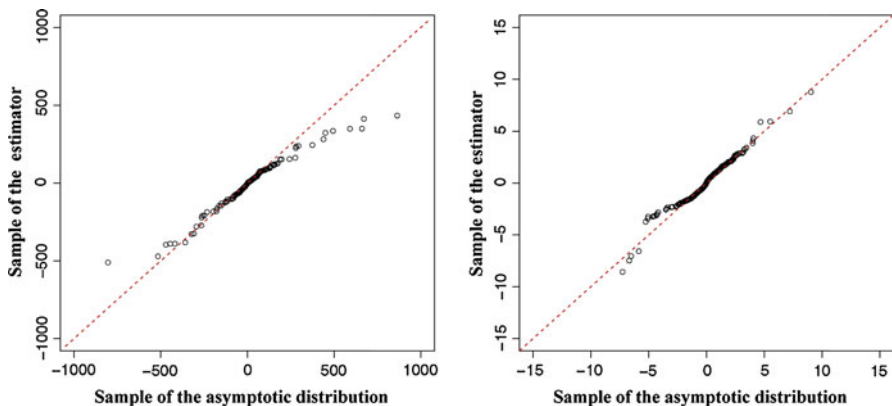 1000
500
0
-500
-1000
Sample of the estimator
-1000 -500 0 500 1000
Sample of the asymptotic distribution
15
10
5
0
-5
-10
-15
Sample of the estimator
-15 -10 -5 0 5 10 15
Sample of the asymptotic distribution